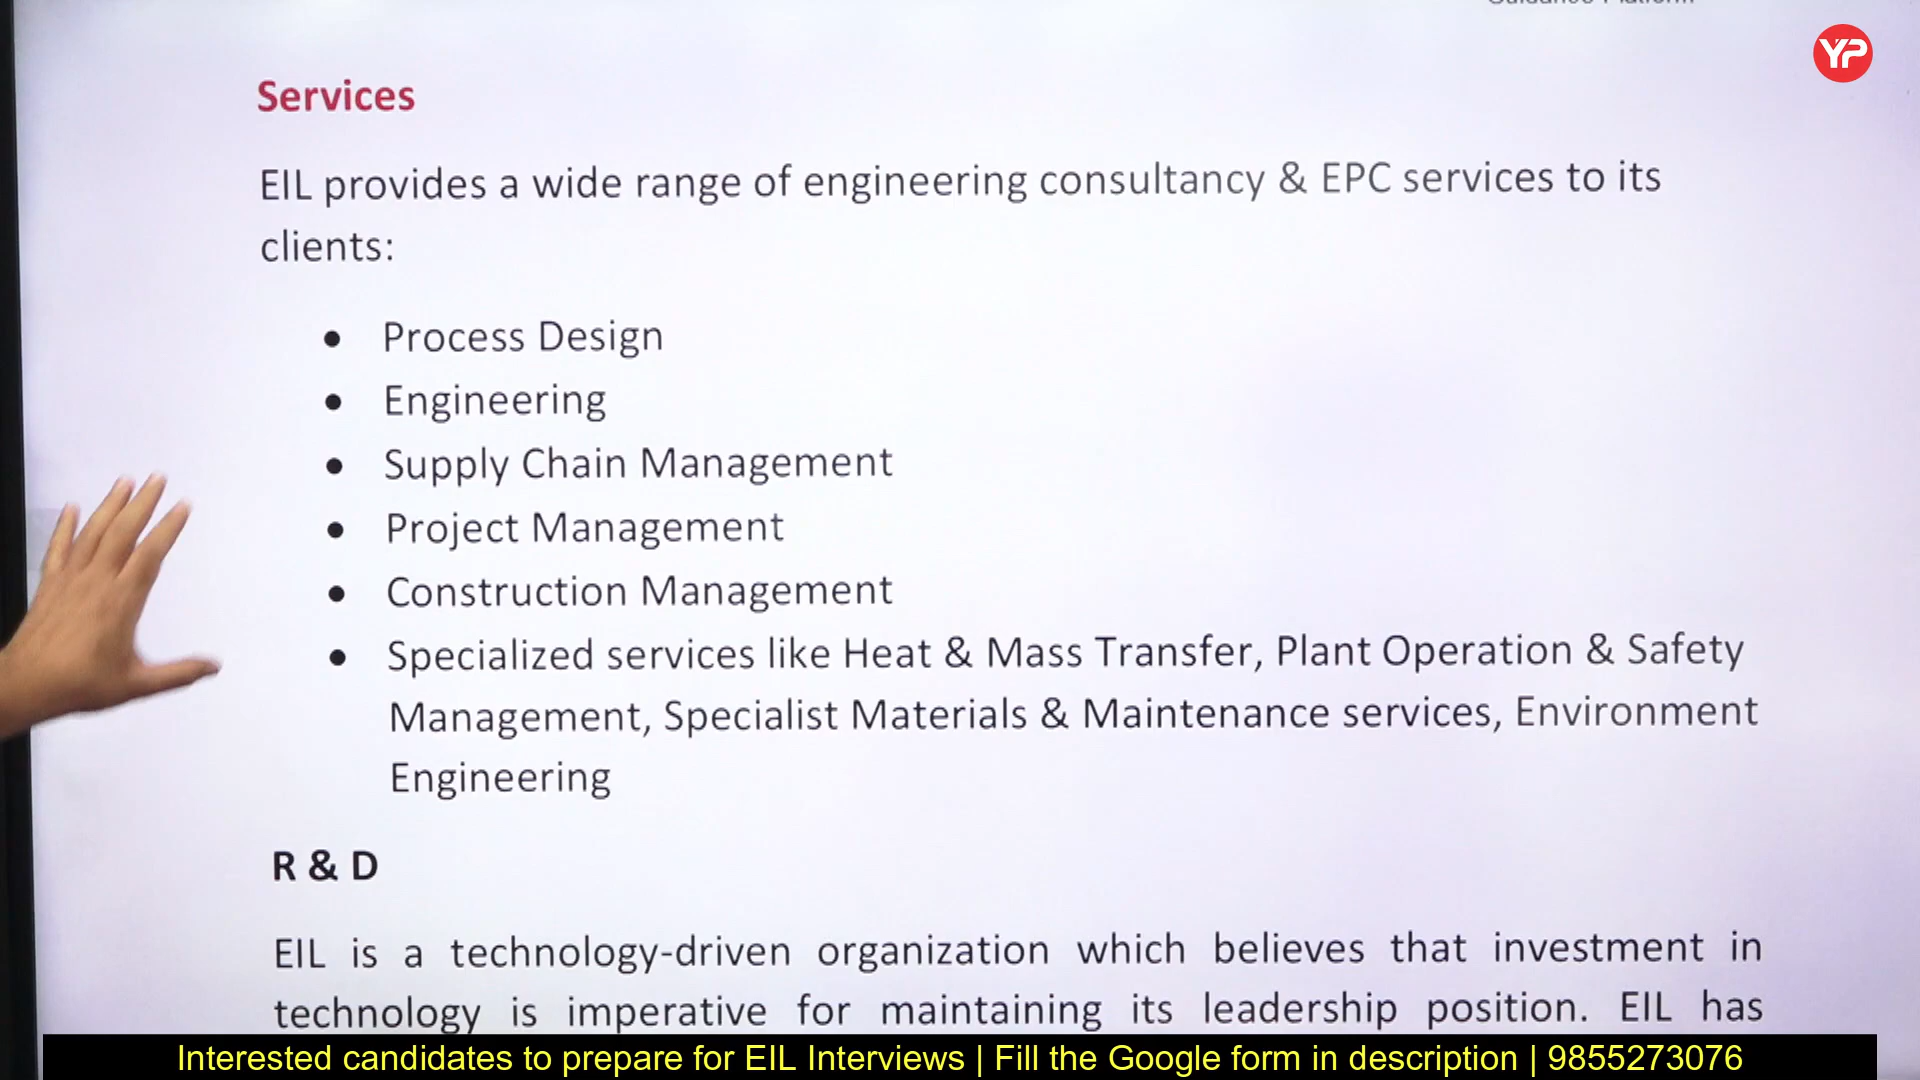 Services
EIL provides a wide range of engineering consultancy & EPC services to its
clients:
• Process Design
• Engineering
• Supply Chain Management
• Project Management
• Construction Management
• Specialized services like Heat & Mass Transfer, Plant Operation & Safety
Management, Specialist Materials & Maintenance services, Environment
Engineering
R & D
EIL is a technology-driven organization which believes that investment in
technology is imperative for maintaining its leadership position. EIL has
YP
Interested candidates to prepare for EIL Interviews | Fill the Google form in description | 9855273076